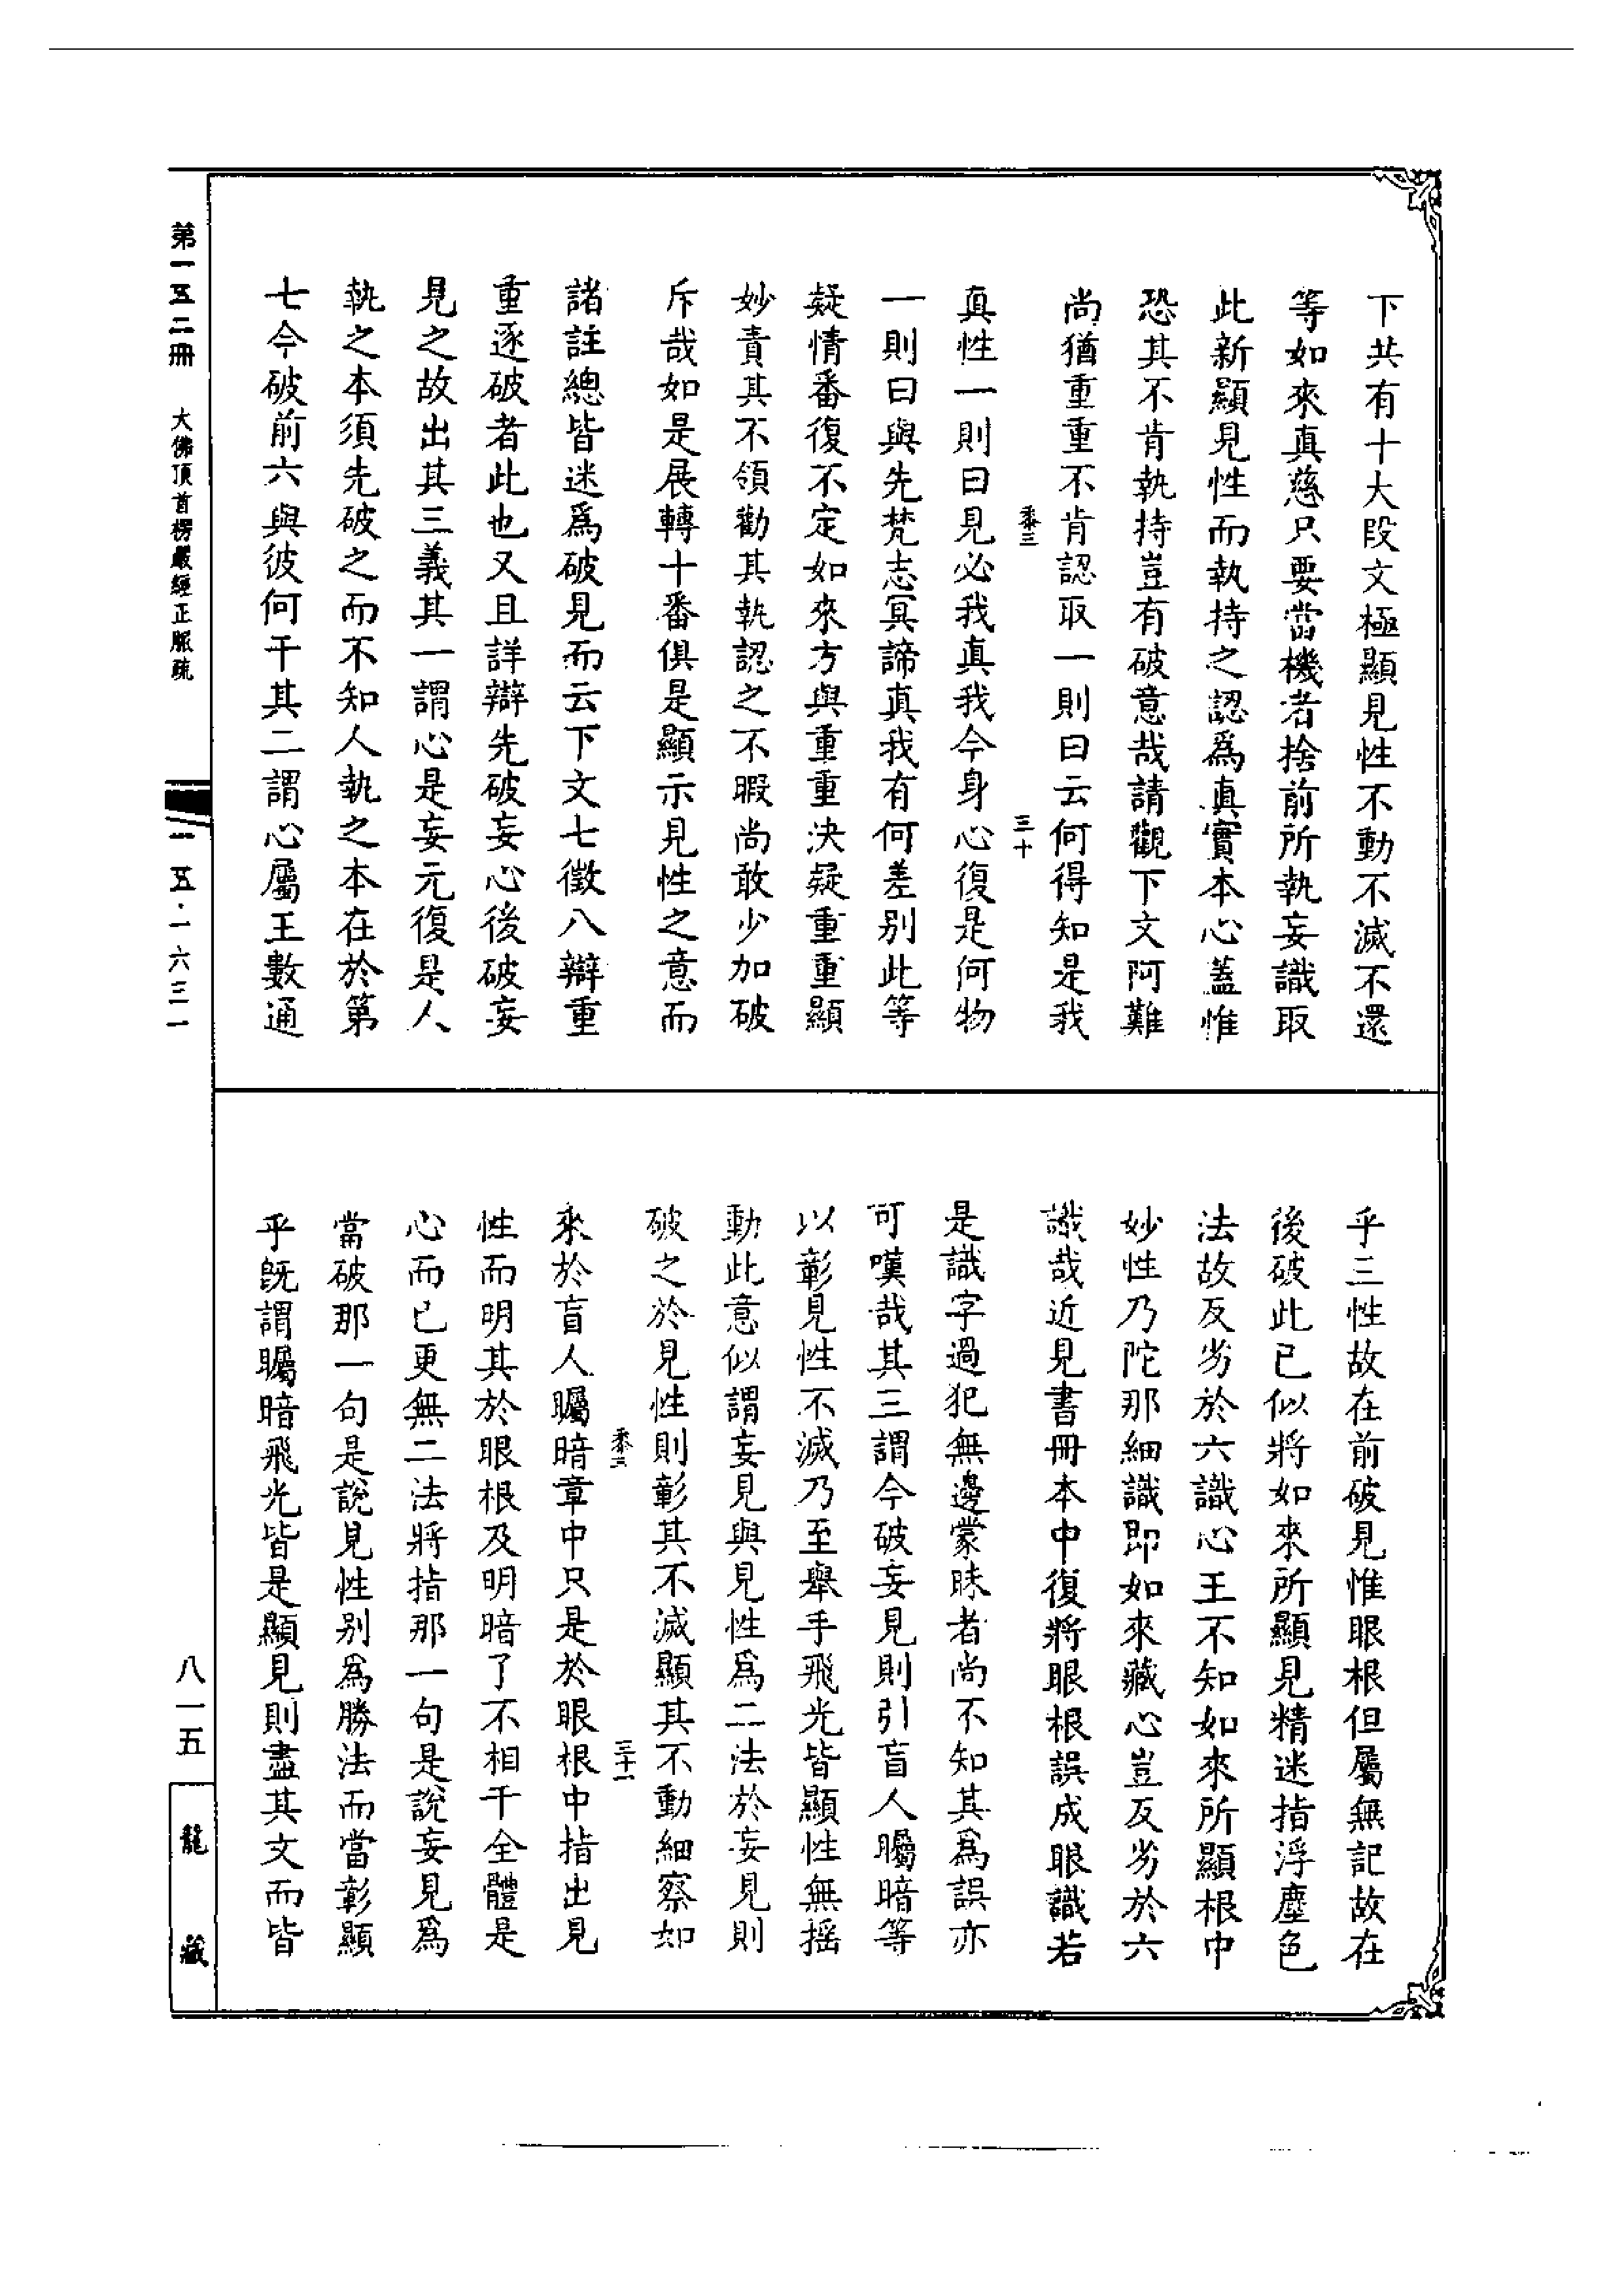 下共有十大段文極顯見性不動不滅不還
等如來真慈只要當機者捨前所執妄識取
此新顯見性而執持之認為真實本心蓋惟
恐其不肯執持豈有破意哉請觀下文阿難
尚猶重重不肯認取一則曰云何得知是我
黍三
三十
真性一則曰見必我真我今身心復是何物
一則曰與先梵志冥諦真我有何差别此等
疑情番復不定如來方與重重決疑重重顯
妙責其不領勸其執認之不暇尚敢少加破
斥哉如是展轉十番俱是顯示見性之意而
諸註總皆迷為破見而云下文七徵八辯重
重逐破者此也又且詳辯先破妄心後破妄
見之故出其三義其一謂心是妄元復是人
執之本須先破之而不知人執之本在於第
七今破前六與彼何干其二謂心屬王數通
第一五二冊 大佛頂首楞嚴經正脈疏
一五·一六三一
乎三性故在前破見惟眼根但屬無記故在
後破此已似將如來所顯見精迷指浮塵色
法故反劣於六識心王不知如來所顯根中
妙性乃陀那細識即如來藏心豈反劣於六
識哉近見書冊本中復將眼根誤成眼識若
是識字過犯無邊蒙昧者尚不知其為誤亦
可嘆哉其三謂今破妄見則引盲人矚暗等
以彰見性不滅乃至舉手飛光皆顯性無搖
動此意似謂妄見與見性為二法於妄見則
破之於見性則彰其不滅顯其不動細察如
黍三
三十一
來於盲人矚暗章中只是於眼根中指出見
性而明其於眼根及明暗了不相干全體是
心而已更無二法將指那一句是說妄見為
當破那一句是說見性别為勝法而當彰顯
乎既謂矚暗飛光皆是顯見則盡其文而皆
八一五
龍藏